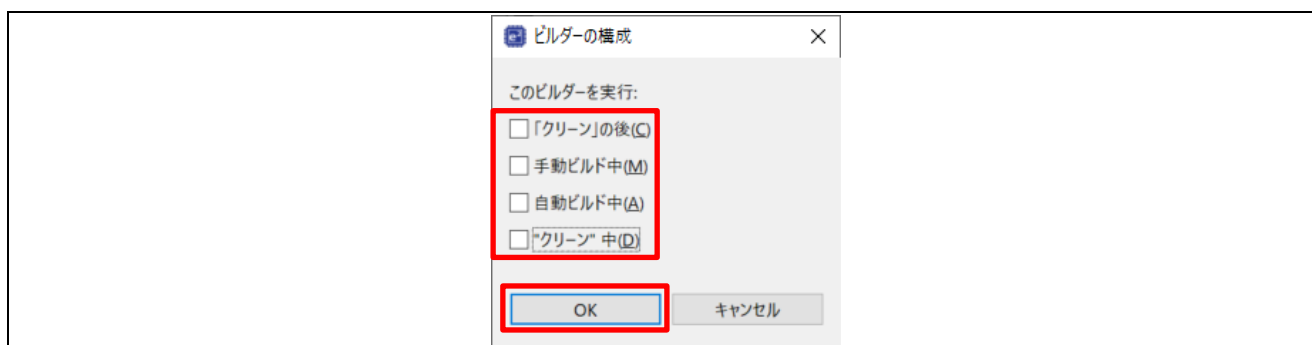 ビルダーの構成
このビルダーを実行:
「クリーン」の後(C)
手動ビルド中(M)
自動ビルド中(A)
"クリーン" 中(D)
OK キャンセル